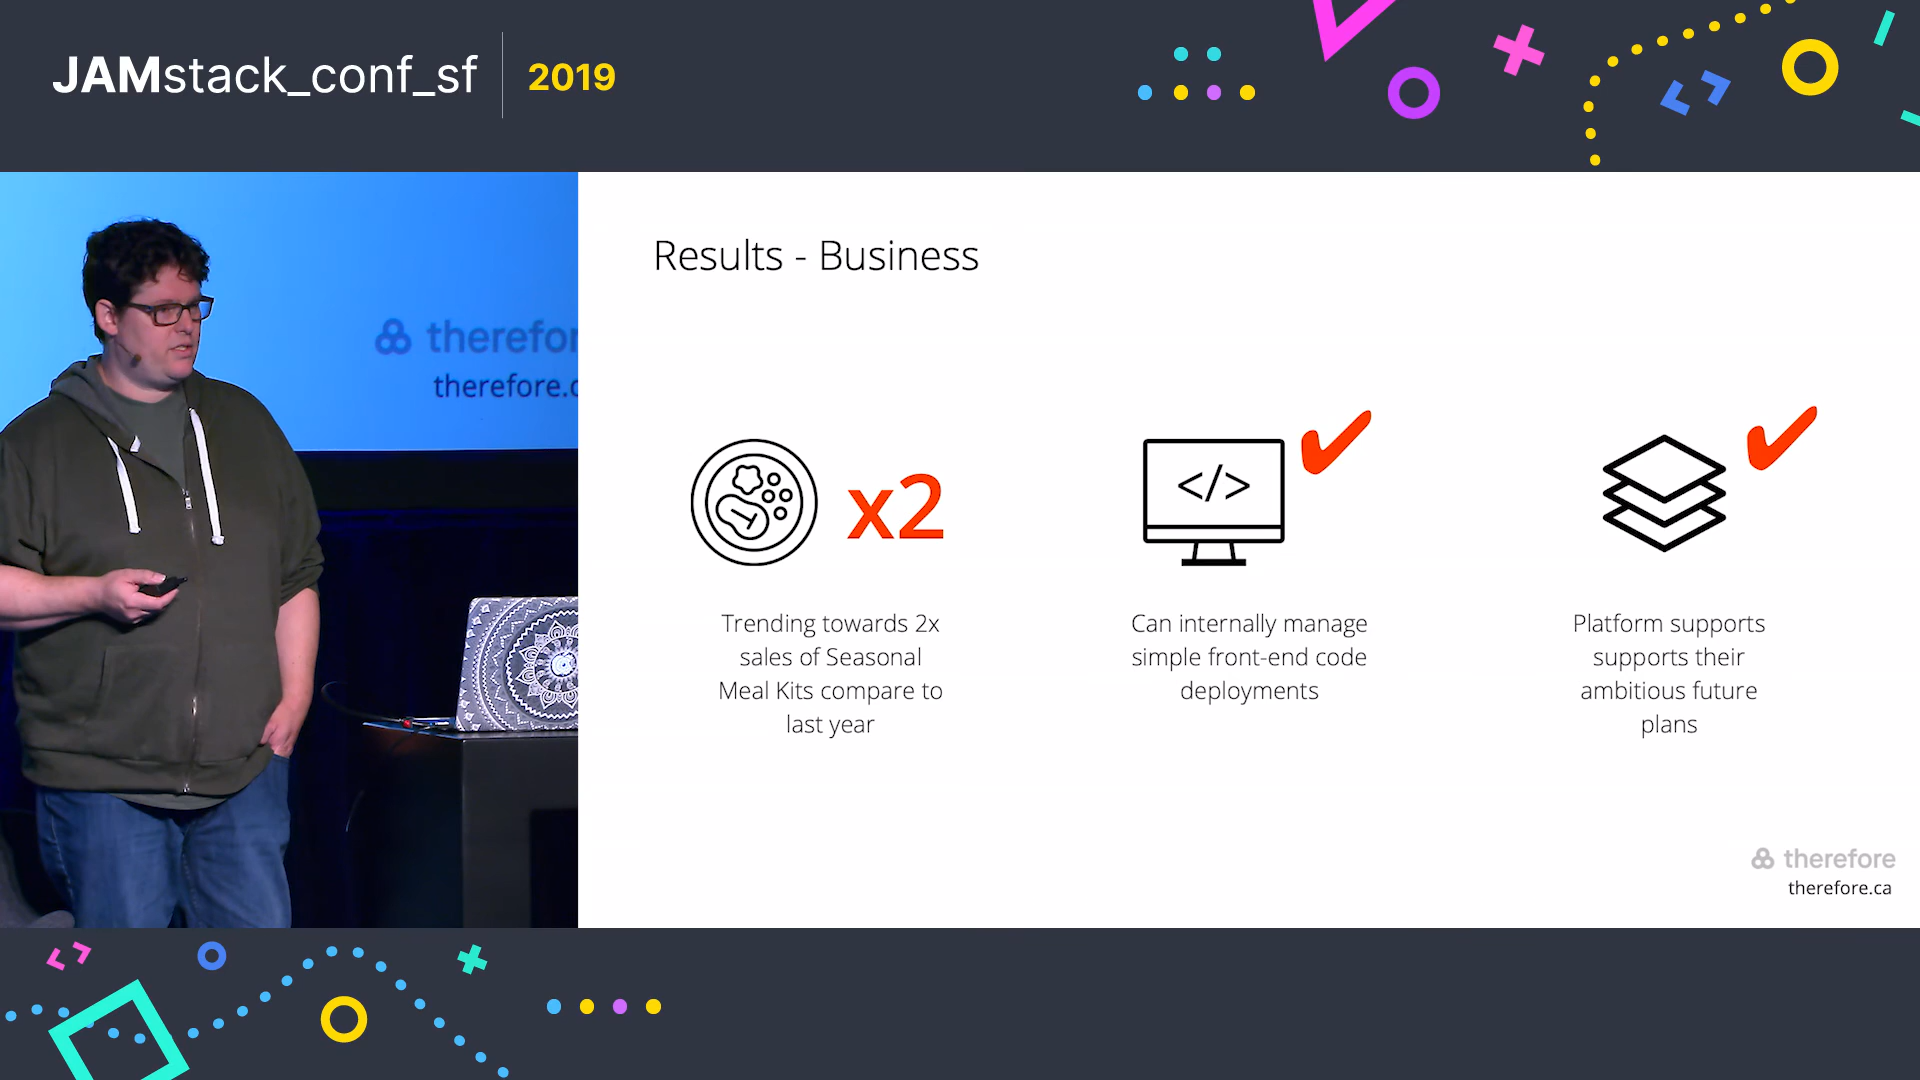 JAMstack_conf_sf
2019
therefor
therefore.c
Results - Business
x2
</>
Trending towards 2x
sales of Seasonal
Meal Kits compare to
last year
Can internally manage
simple front-end code
deployments
Platform supports
supports their
ambitious future
plans
therefore
therefore.ca